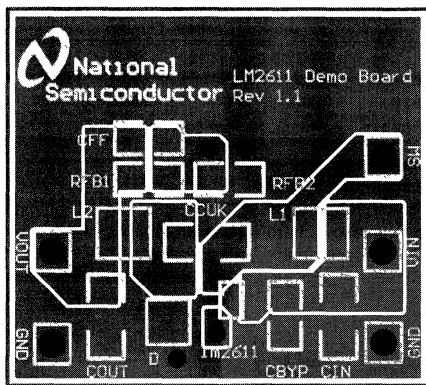 National
Semiconductor
LM2611 Demo Board
Rev 1.1
CFF
RFB1
RFB2
MS
L2
CCUK
L1
VOUT
VIN
GND
GND
lm2611
D
COUT
CBYP CIN